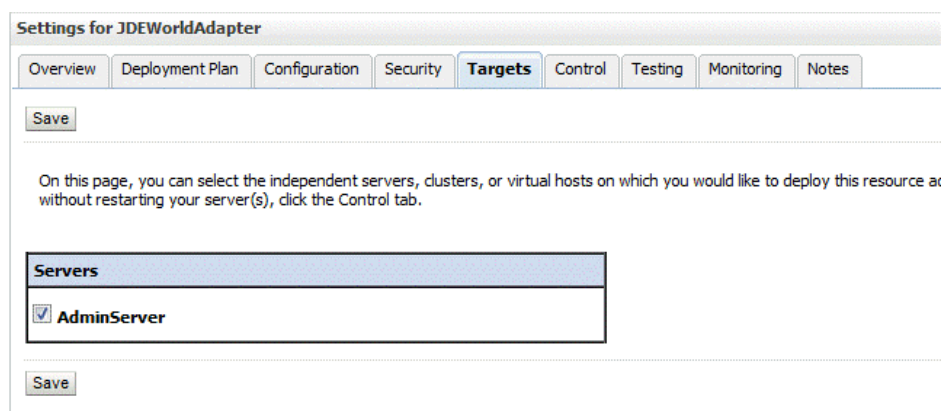 Settings for JDEWorldAdapter
Overview Deployment Plan Configuration Security Targets Control Testing Monitoring Notes
Save
On this page, you can select the independent servers, clusters, or virtual hosts on which you would like to deploy this resource
without restarting your server(s), click the Control tab.
Servers
AdminServer
Save